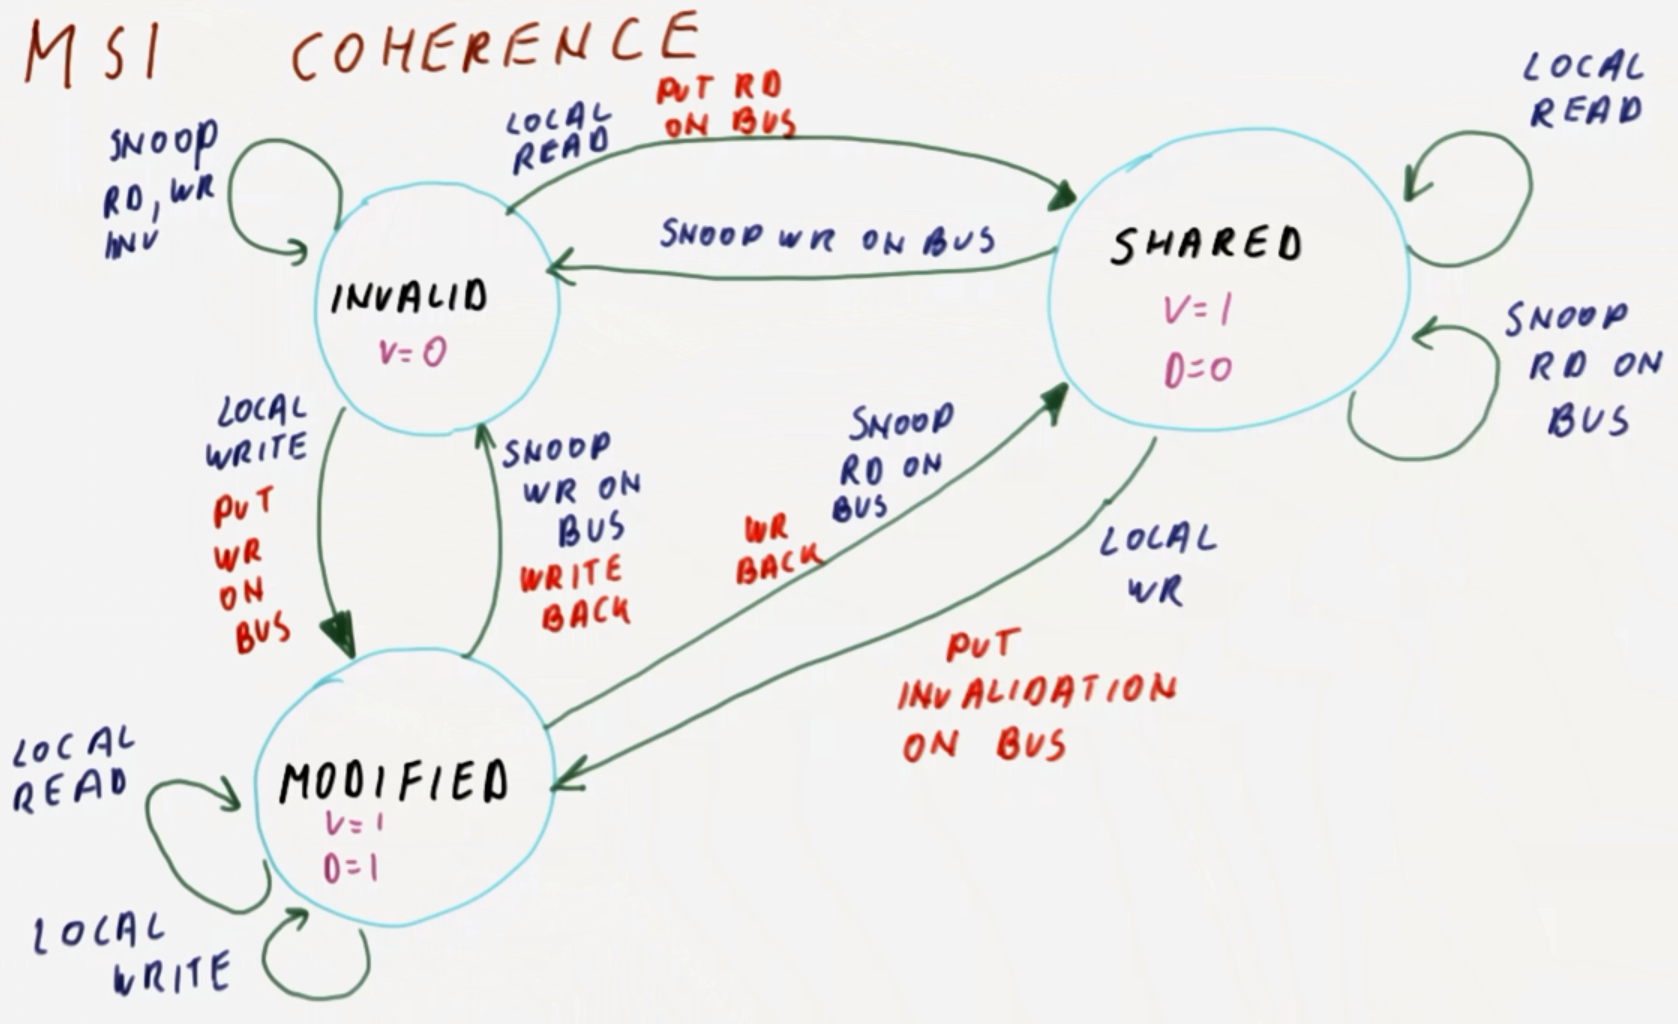 MSI COHERENCE
SNOOP
RD, WR
INV
LOCAL
READ
PUT RD
ON BUS
LOCAL
READ
SNOOP WR ON BUS
INVALID
V=0
SHARED
V=1
D=0
SNOOP
RD ON
BUS
LOCAL
WRITE
PUT
WR
ON
BUS
SNOOP
WR ON
BUS
WRITE
BACK
SNOOP
RD ON
BUS
WR
BACK
LOCAL
WR
PUT
INVALIDATION
ON BUS
LOCAL
READ
MODIFIED
V=1
D=1
LOCAL
WRITE